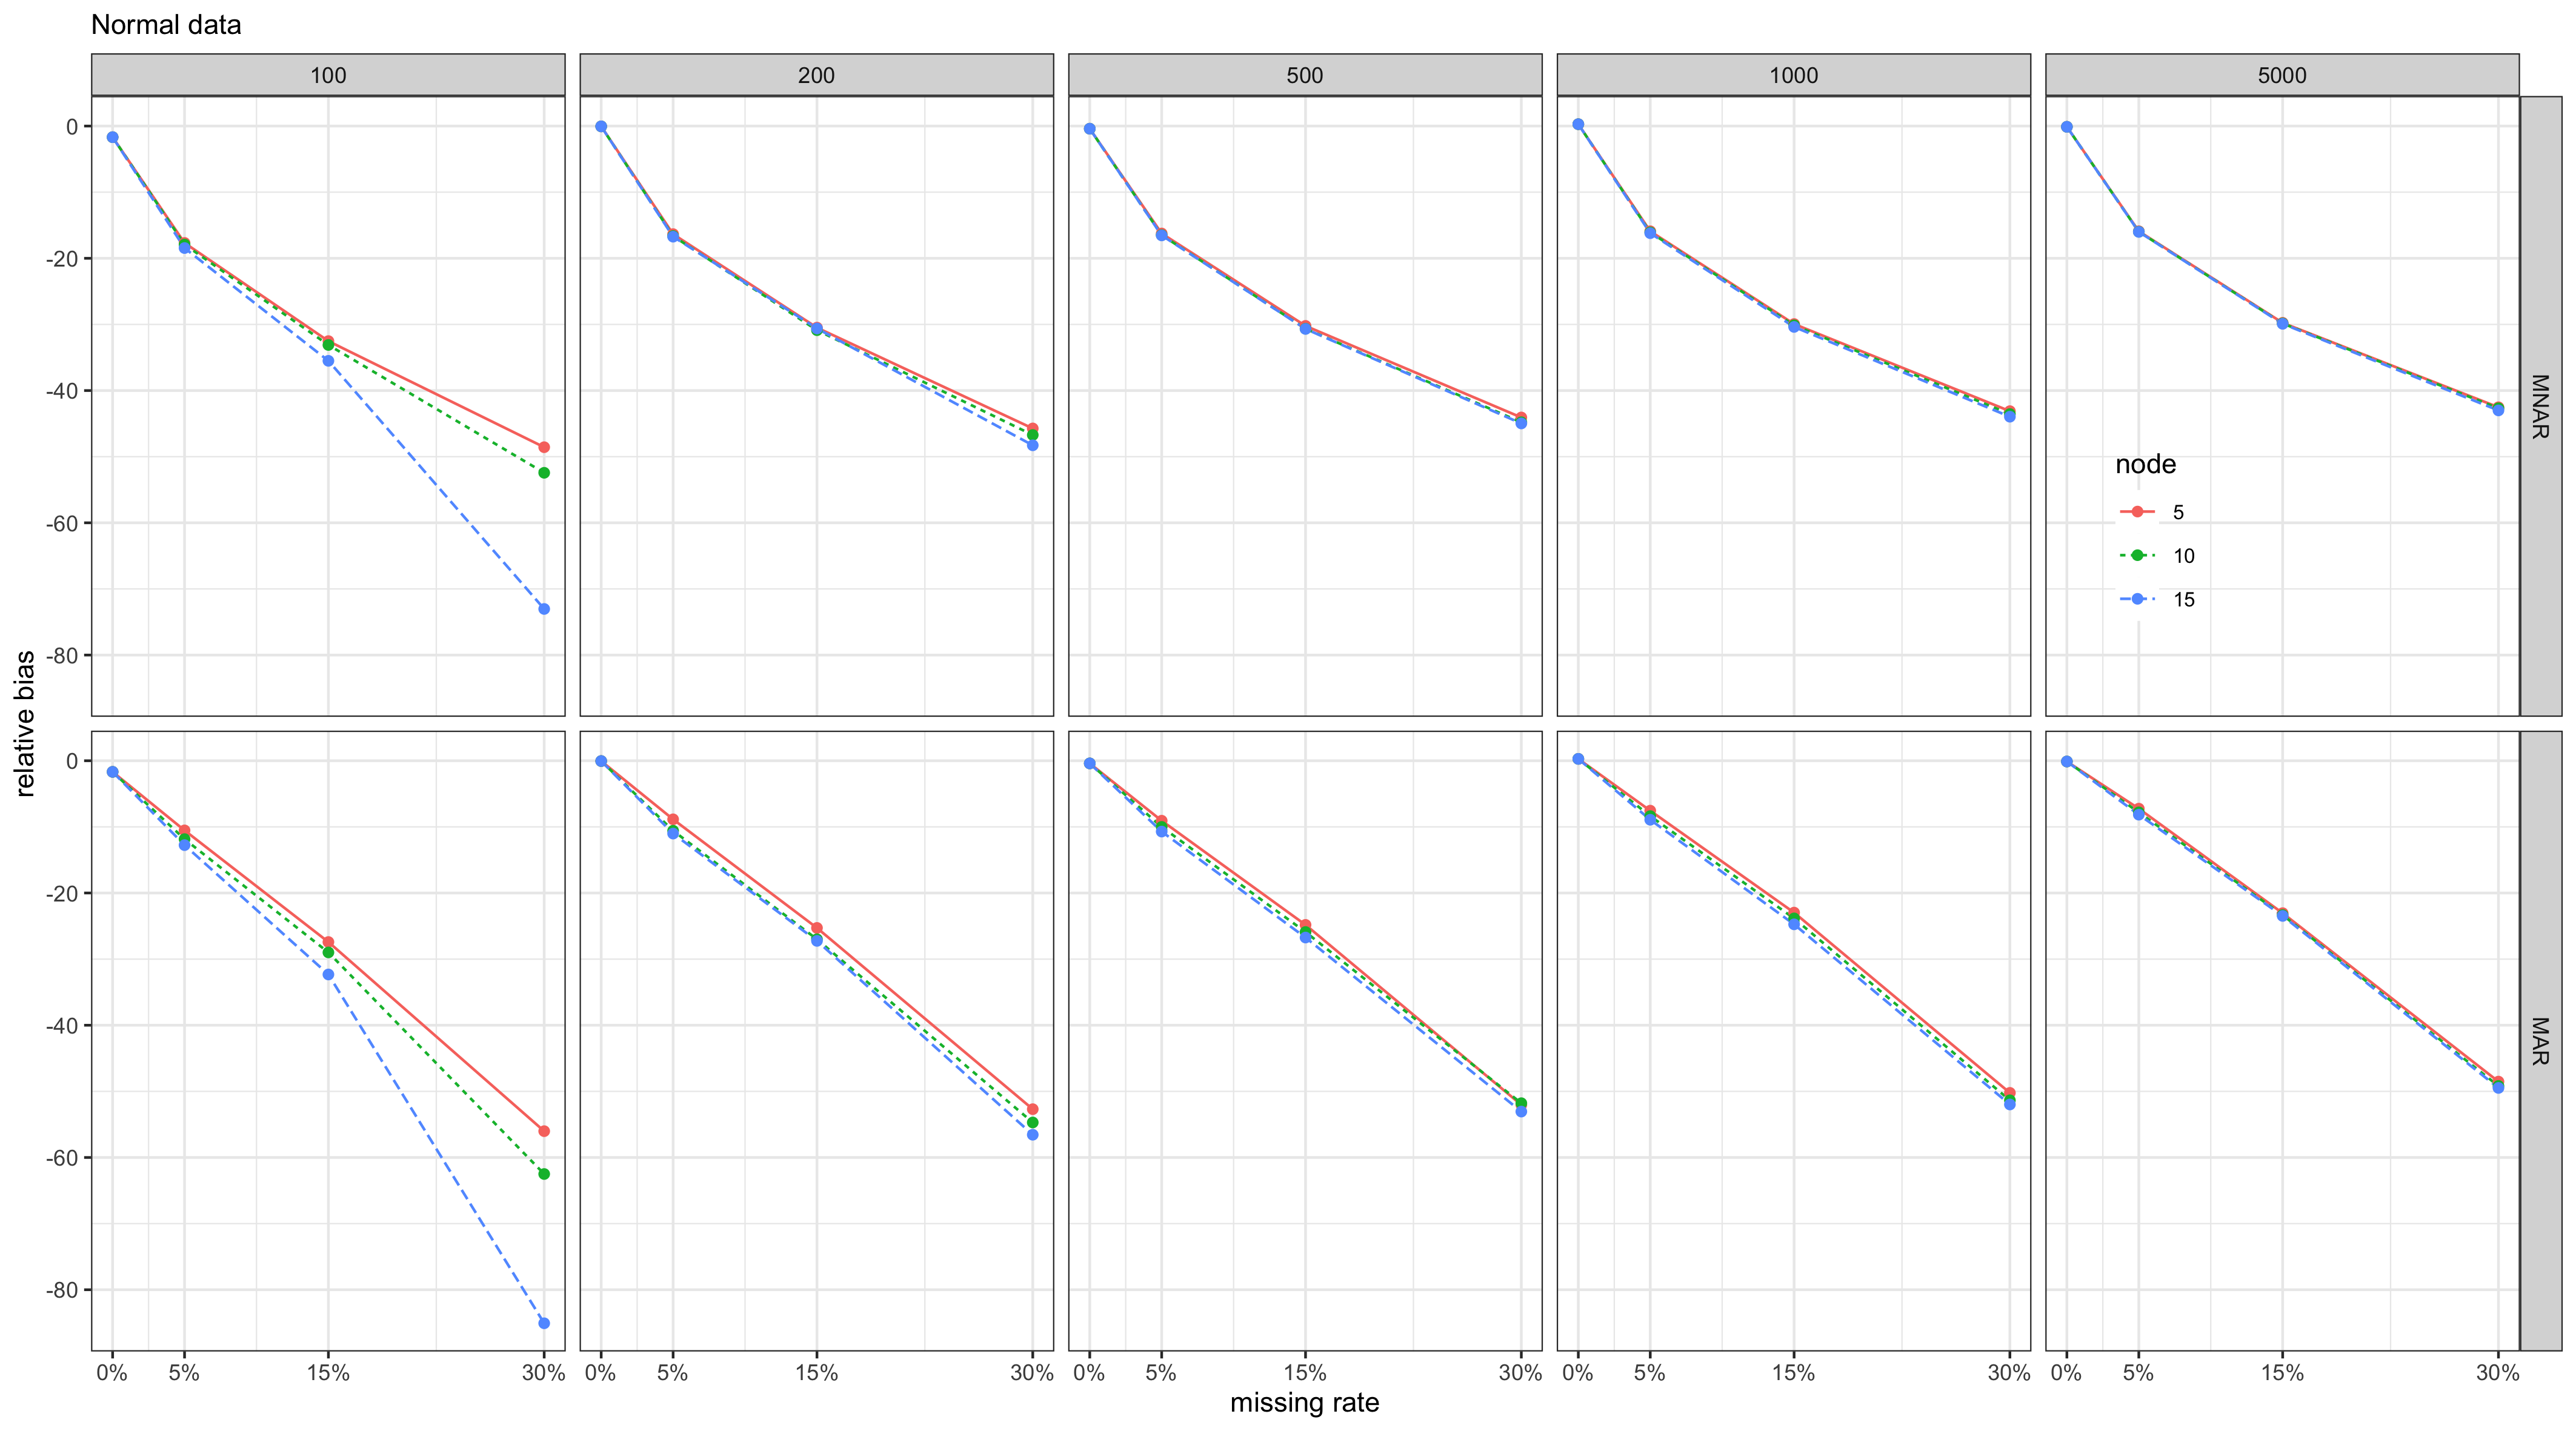 Normal data
100 200 500 1000 5000
0
-20
-40
-60
-80
MNAR
node
5
10
15
relative bias
0
-20
-40
-60
-80
MAR
0% 5% 15% 30% 0% 5% 15% 30% 0% 5% 15% 30% 0% 5% 15% 30% 0% 5% 15% 30%
missing rate